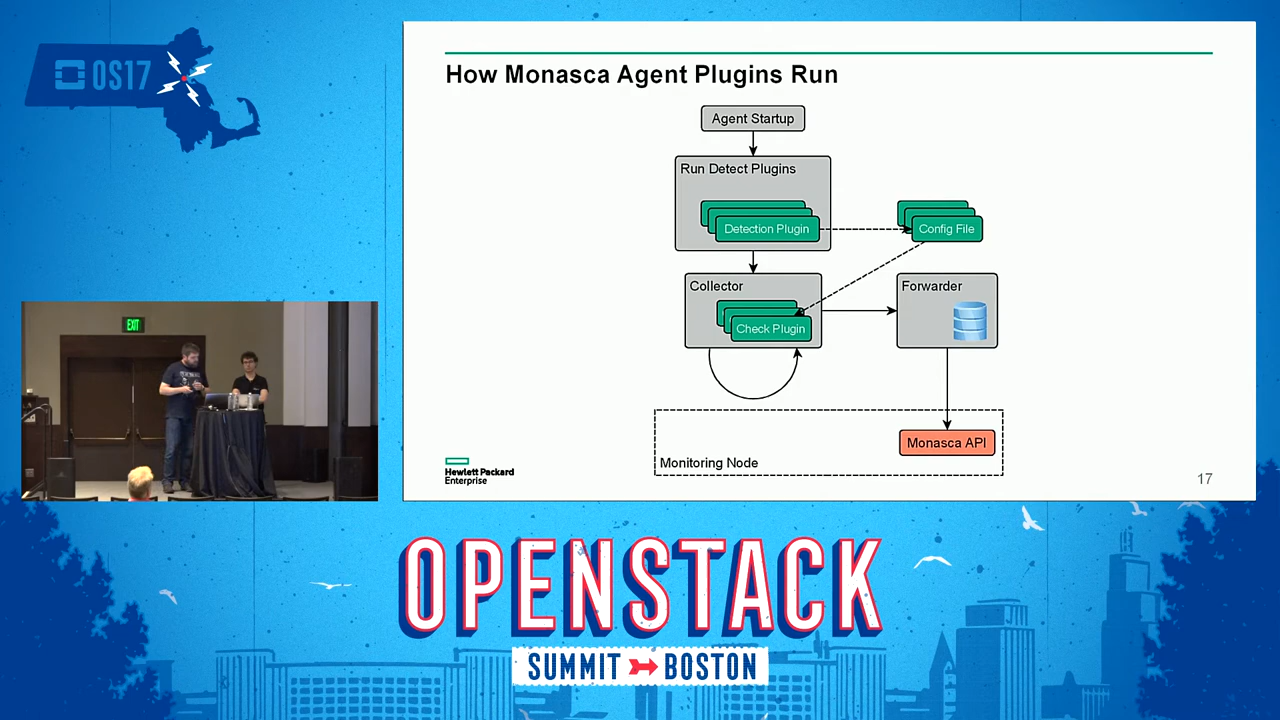 OS17
How Monasca Agent Plugins Run
Agent Startup
Run Detect Plugins
Detection Plugin
Config File
Collector
Check Plugin
Forwarder
Monasca API
Monitoring Node
Hewlett Packard
Enterprise
17
EXIT
OPENSTACK
SUMMIT BOSTON